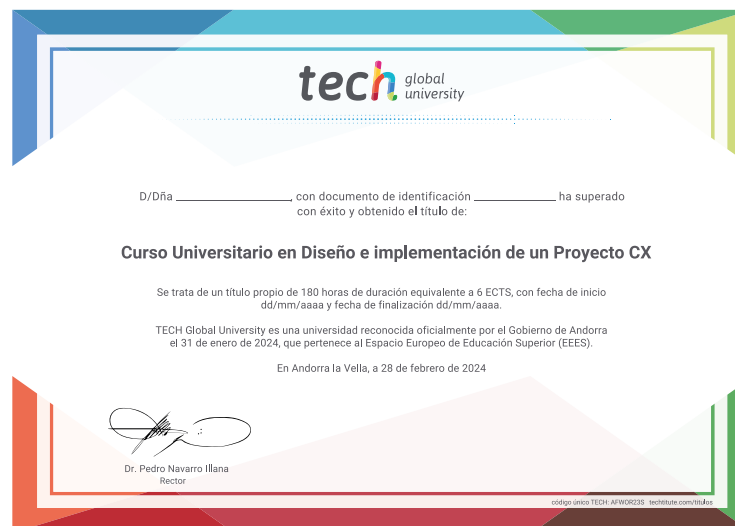 tech global
university
D/Dña ______________, con documento de identificación __________ ha superado
con éxito y obtenido el título de:
Curso Universitario en Diseño e implementación de un Proyecto CX
Se trata de un título propio de 180 horas de duración equivalente a 6 ECTS, con fecha de inicio
dd/mm/aaaa y fecha de finalización dd/mm/aaaa.
TECH Global University es una universidad reconocida oficialmente por el Gobierno de Andorra
el 31 de enero de 2024, que pertenece al Espacio Europeo de Educación Superior (EEES).
En Andorra la Vella, a 28 de febrero de 2024
Dr. Pedro Navarro Illana
Rector
código único TECH: AFWOR23S techtitute.com/titulos